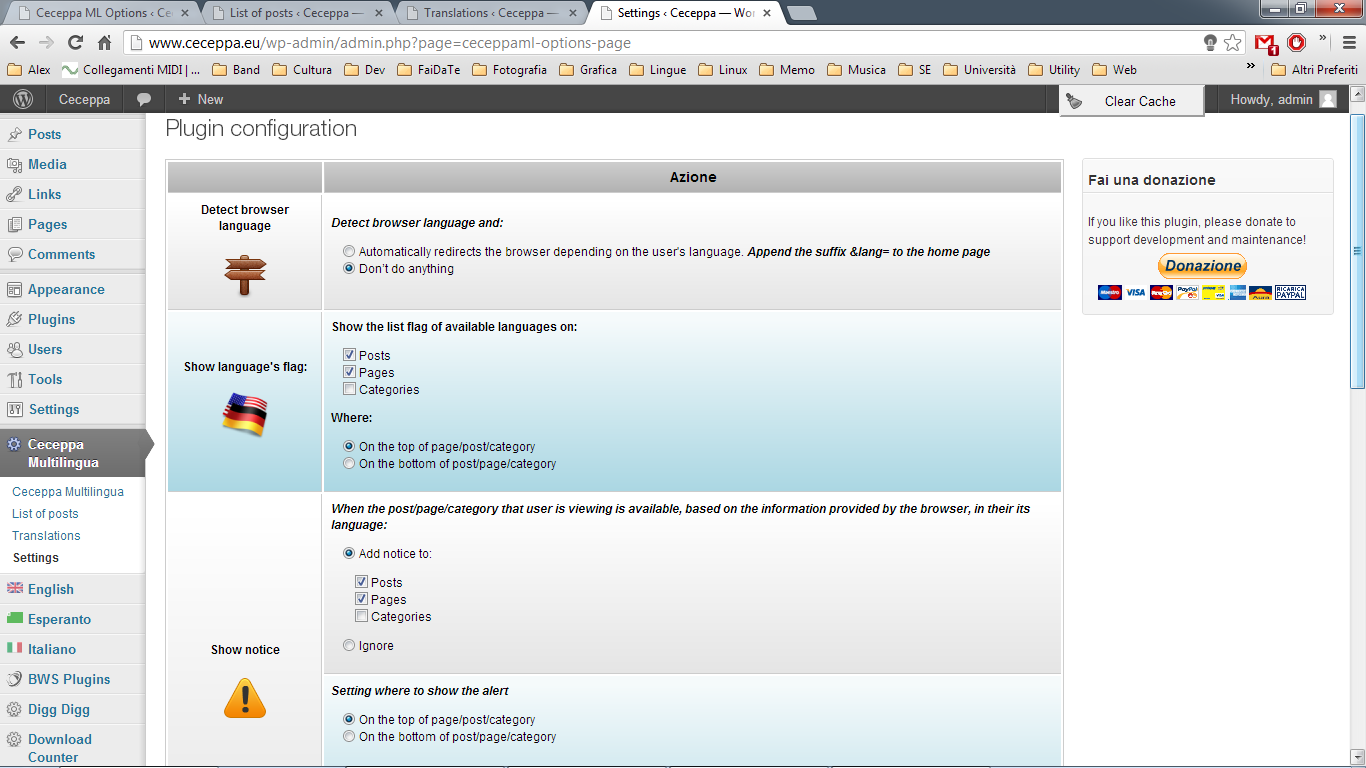 Ceceppa ML Options ‹ Ce
List of posts ‹ Ceceppa —
Translations ‹ Ceceppa —
Settings ‹ Ceceppa — Wor
www.ceceppa.eu/wp-admin/admin.php?page=ceceppaml-options-page
1
»
Alex
Collegamenti MIDI | ...
Band
Cultura
Dev
FaiDaTe
Fotografia
Grafica
Lingue
Linux
Memo
Musica
SE
Università
Utility
Web
»
Altri Preferiti
Ceceppa
+ New
Clear Cache
Howdy, admin
Posts
Media
Links
Pages
Comments
Appearance
Plugins
Users
Tools
Settings
Ceceppa
Multilingua
Ceceppa Multilingua
List of posts
Translations
Settings
English
Esperanto
Italiano
BWS Plugins
Digg Digg
Download
Counter
Plugin configuration
Azione
Detect browser
language
Detect browser language and:
Automatically redirects the browser depending on the user's language. Append the suffix &lang= to the home page
Don't do anything
Show language's flag:
Show the list flag of available languages on:
Posts
Pages
Categories
Where:
On the top of page/post/category
On the bottom of post/page/category
Show notice
When the post/page/category that user is viewing is available, based on the information provided by the browser, in their its
language:
Add notice to:
Posts
Pages
Categories
Ignore
Setting where to show the alert
On the top of page/post/category
On the bottom of post/page/category
Fai una donazione
If you like this plugin, please donate to
support development and maintenance!
Donazione
Maestro
VISA
PayPal
Aura
RICARICA
PAYPAL